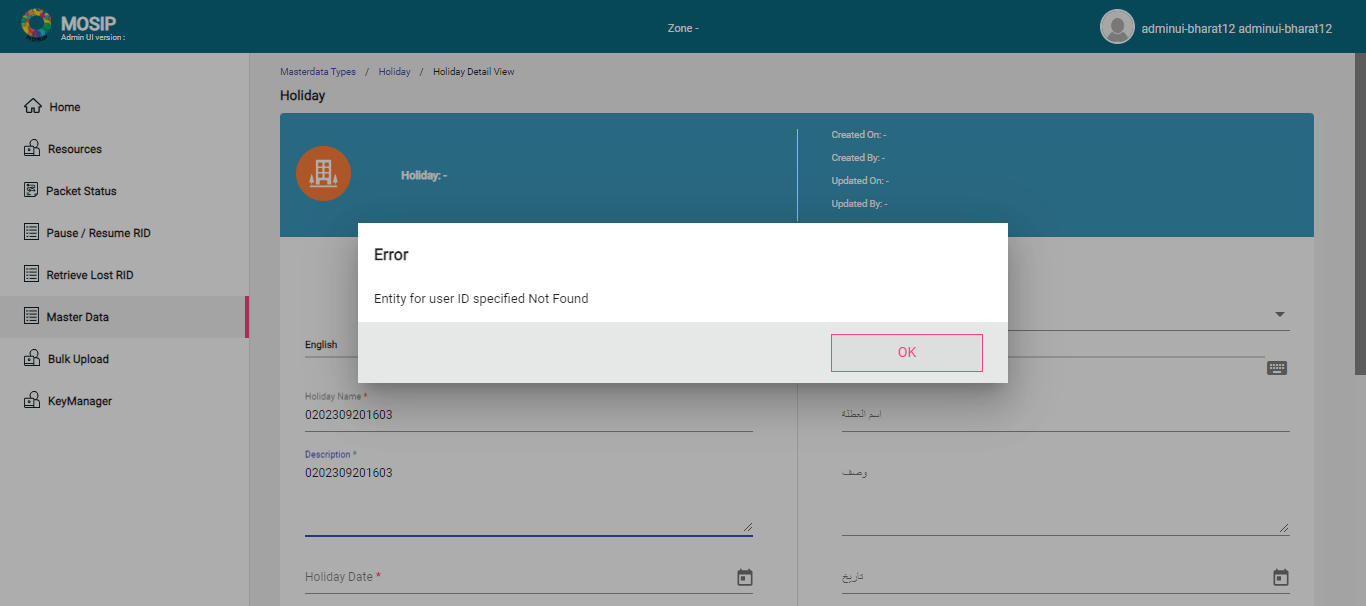 MOSIP
Admin UI version :
Zone -
adminui-bharat12 adminui-bharat12
Home
Resources
Packet Status
Pause / Resume RID
Retrieve Lost RID
Master Data
Bulk Upload
KeyManager
Masterdata Types / Holiday / Holiday Detail View
Holiday
Holiday: -
Created On: -
Created By: -
Updated On: -
Updated By: -
Error
Entity for user ID specified Not Found
OK
English
Holiday Name *
0202309201603
اسم العطلة
Description *
0202309201603
وصف
Holiday Date *
تاريخ